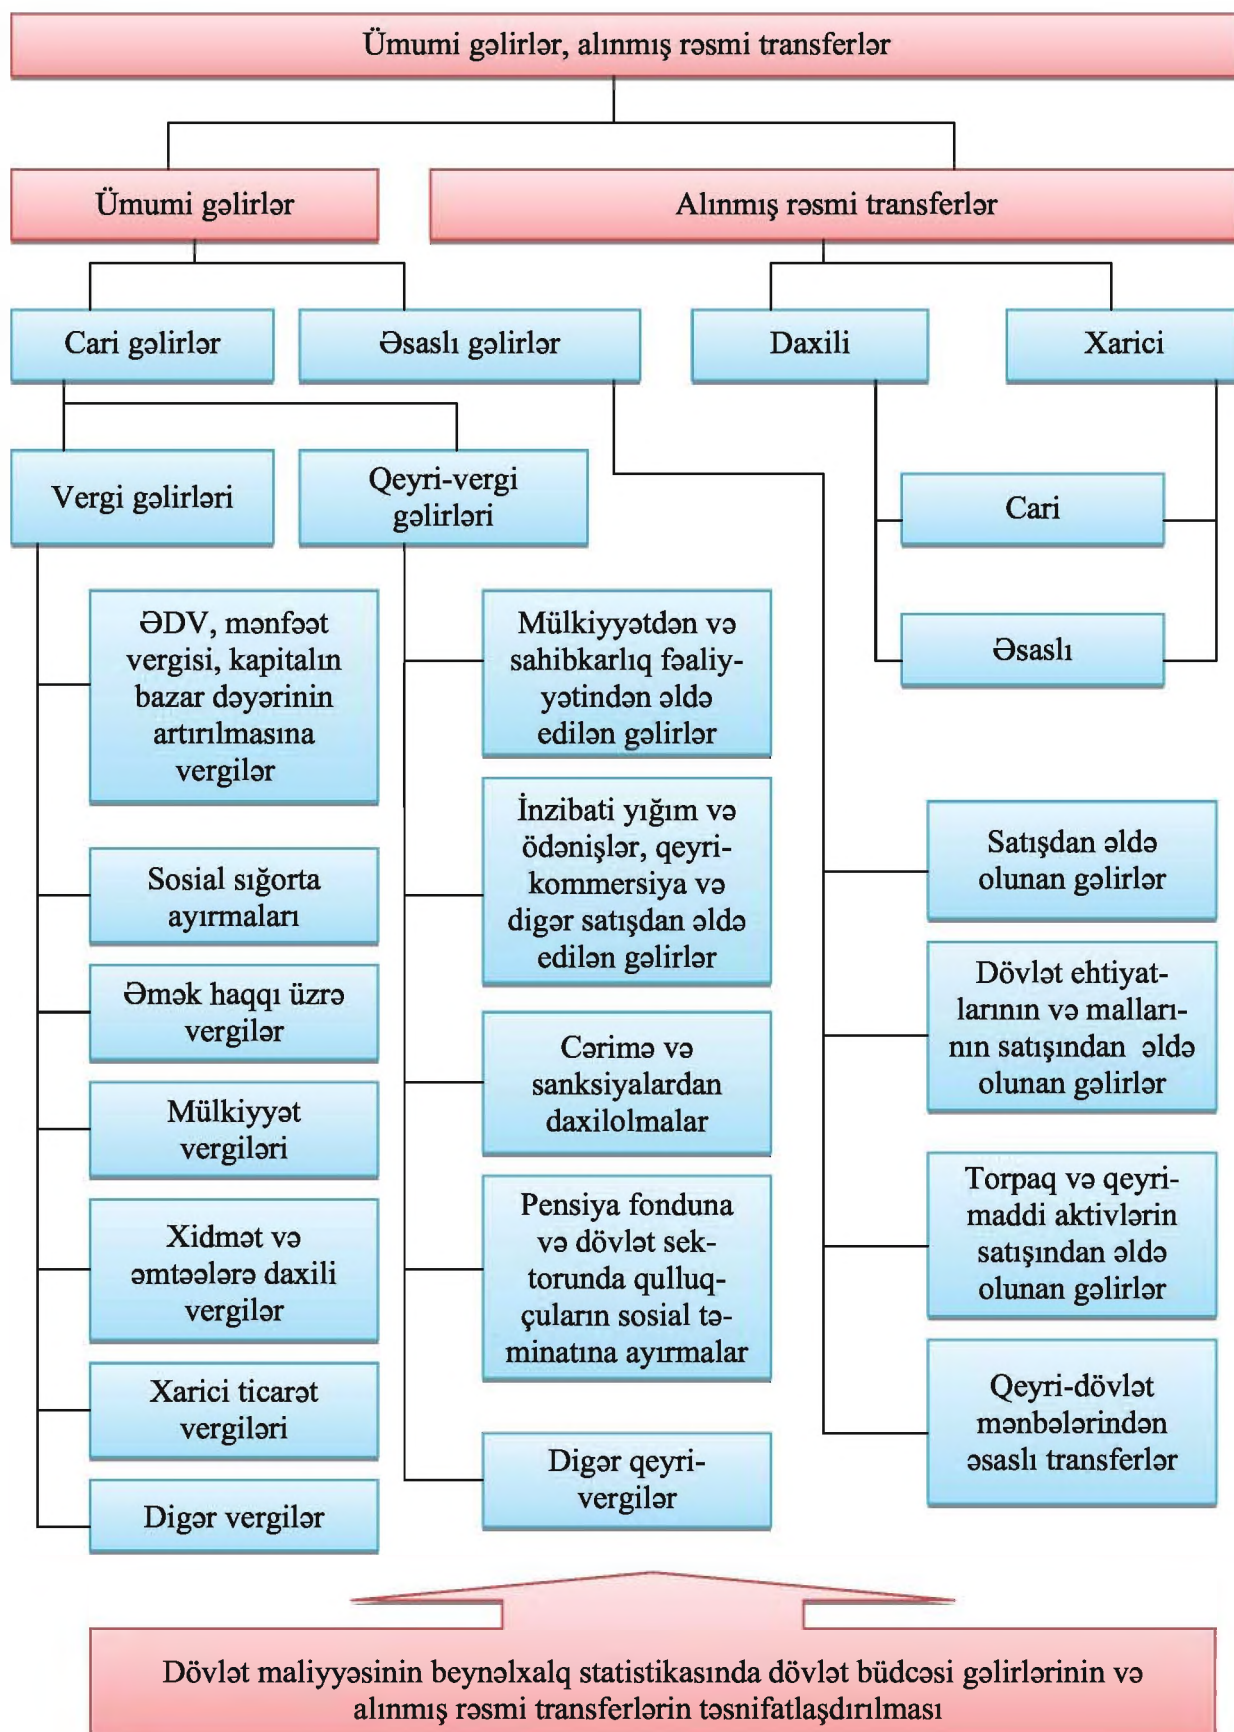 Ümumi gəlirlər, alınmış rəsmi transferlər
Ümumi gəlirlər
Alınmış rəsmi transferlər
Cari gəlirlər
Əsaslı gəlirlər
Daxili
Xarici
Vergi gəlirləri
Qeyri-vergi
gəlirləri
Cari
Əsaslı
ƏDV, mənfəət
vergisi, kapitalın
bazar dəyərinin
artırılmasına
vergilər
Sosial sığorta
ayırmaları
Əmək haqqı üzrə
vergilər
Mülkiyyət
vergiləri
Xidmət və
əmtəələrə daxili
vergilər
Xarici ticarət
vergiləri
Digər vergilər
Mülkiyyətdən və
sahibkarlıq fəaliy-
yətindən əldə
edilən gəlirlər
İnzibati yığım və
ödənişlər, qeyri-
kommersiya və
digər satışdan əldə
edilən gəlirlər
Cərimə və
sanksiyalardan
daxilolmalar
Pensiya fonduna
və dövlət sek-
torunda qulluq-
çuların sosial tə-
minatına ayırmalar
Digər qeyri-
vergilər
Satışdan əldə
olunan gəlirlər
Dövlət ehtiyat-
larının və malları-
nın satışından əldə
olunan gəlirlər
Torpaq və qeyri-
maddi aktivlərin
satışından əldə
olunan gəlirlər
Qeyri-dövlət
mənbələrindən
əsaslı transferlər
Dövlət maliyyəsinin beynəlxalq statistikasında dövlət büdcəsi gəlirlərinin və
alınmış rəsmi transferlərin təsnifatlaşdırılması